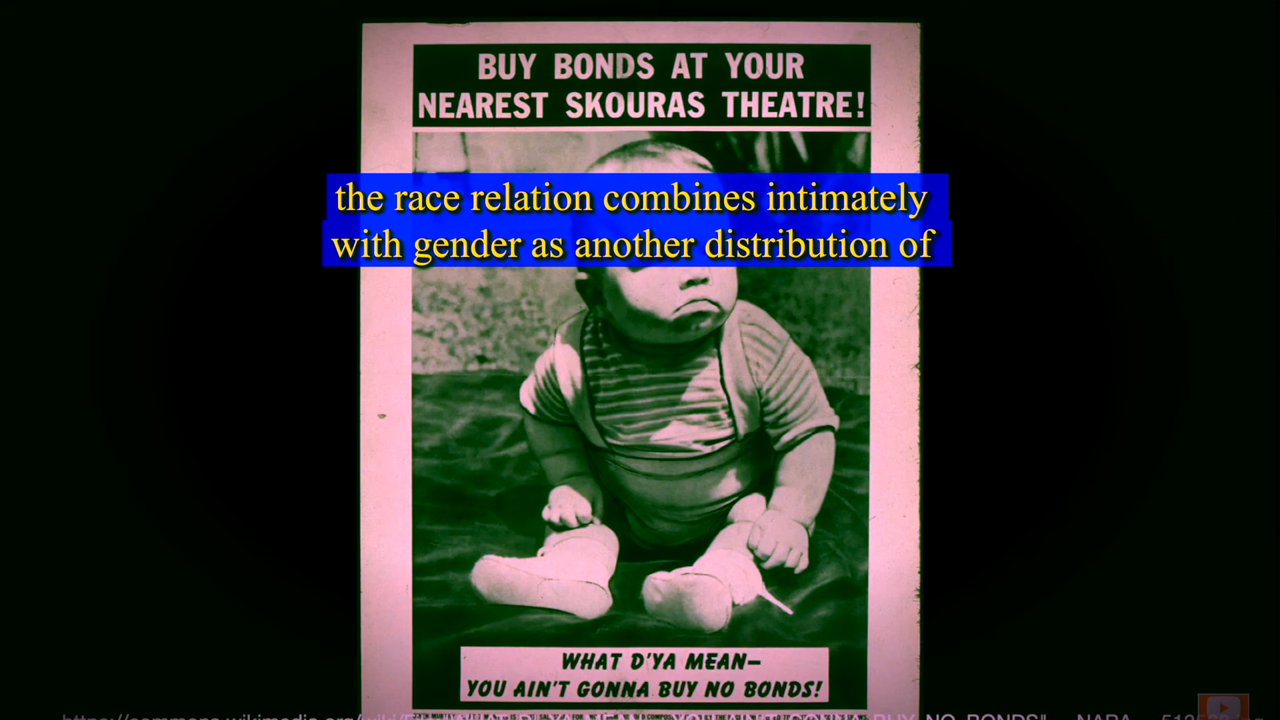 BUY BONDS AT YOUR
NEAREST SKOURAS THEATRE!
the race relation combines intimately
with gender as another distribution of
WHAT D'YA MEAN—
YOU AIN'T GONNA BUY NO BONDS!